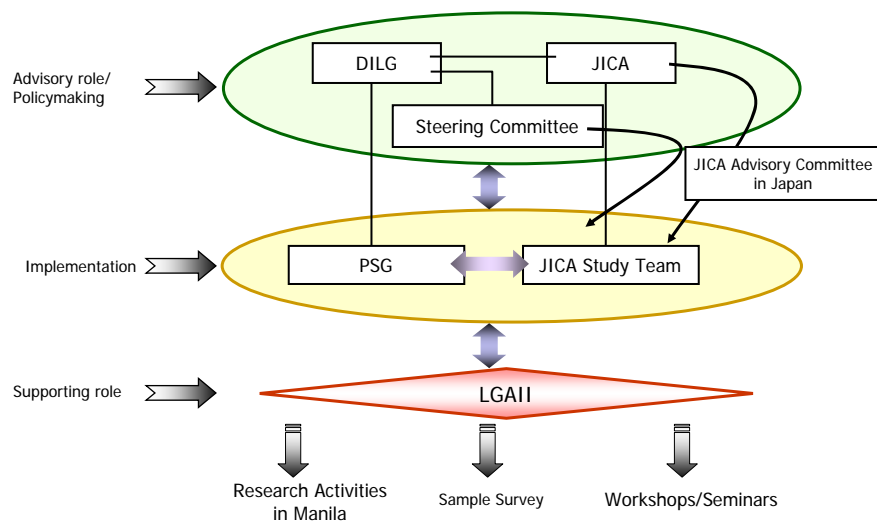 DILG
JICA
Advisory role/
Policymaking
Steering Committee
JICA Advisory Committee
in Japan
Implementation
PSG
JICA Study Team
Supporting role
LGAII
Research Activities
in Manila
Sample Survey
Workshops/Seminars